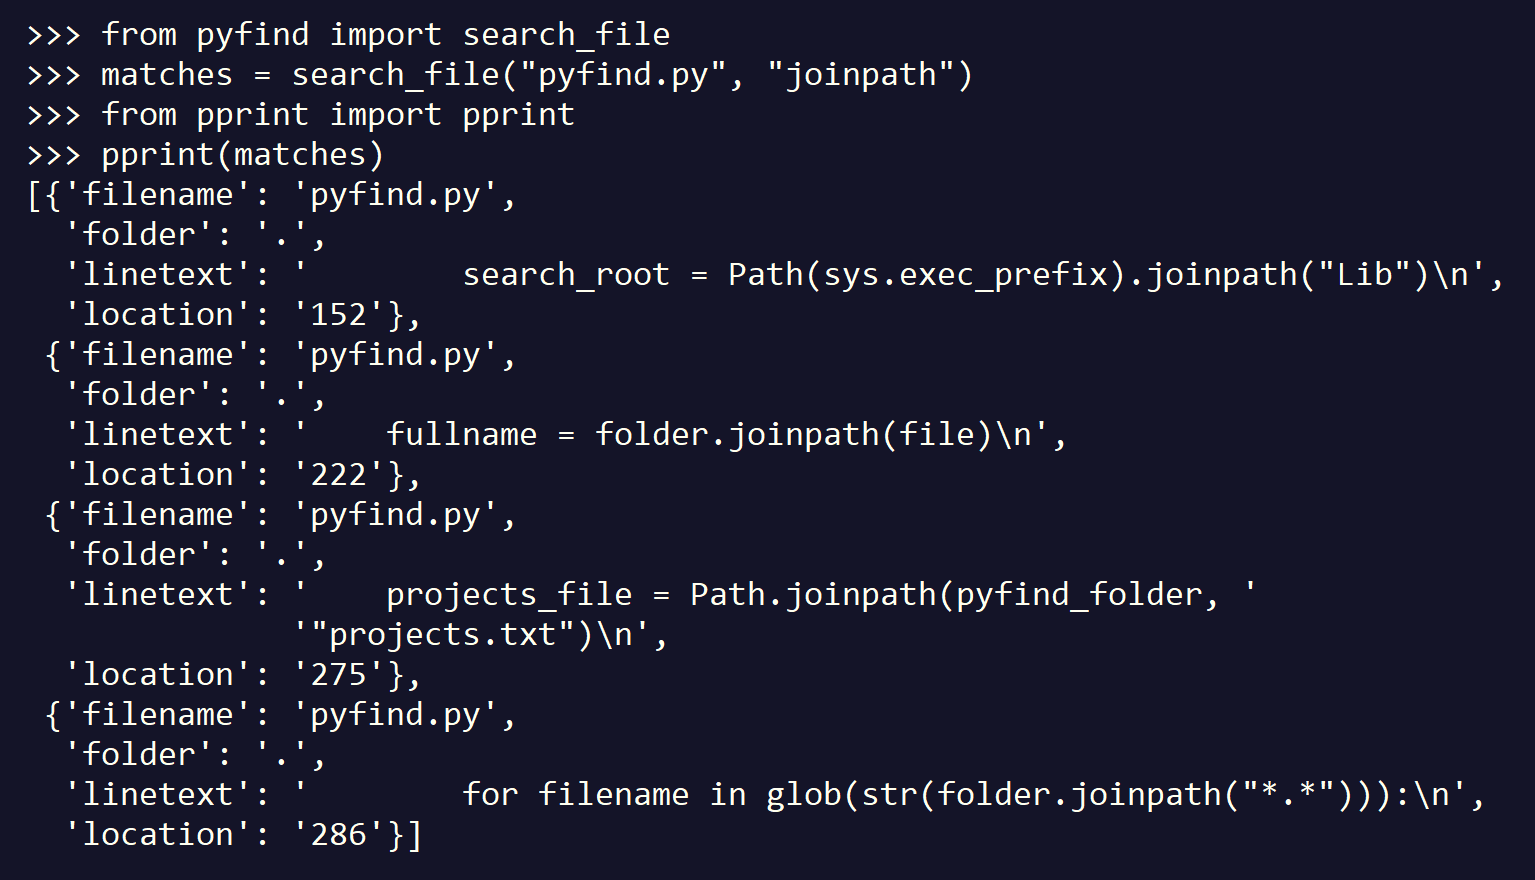 >>> from pyfind import search_file
>>> matches = search_file("pyfind.py", "joinpath")
>>> from pprint import pprint
>>> pprint(matches)
[{'filename': 'pyfind.py',
  'folder': '.',
  'linetext': '        search_root = Path(sys.exec_prefix).joinpath("Lib")\n',
  'location': '152'},
 {'filename': 'pyfind.py',
  'folder': '.',
  'linetext': '    fullname = folder.joinpath(file)\n',
  'location': '222'},
 {'filename': 'pyfind.py',
  'folder': '.',
  'linetext': '    projects_file = Path.joinpath(pyfind_folder, '
              '"projects.txt")\n',
  'location': '275'},
 {'filename': 'pyfind.py',
  'folder': '.',
  'linetext': '        for filename in glob(str(folder.joinpath("*.*"))):\n',
  'location': '286'}]